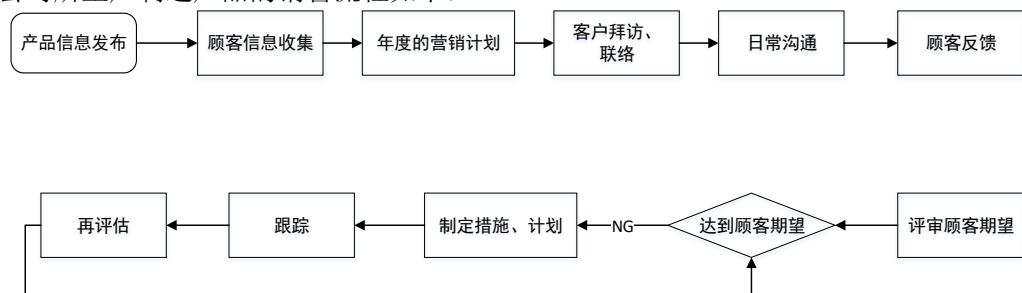 产品信息发布
顾客信息收集
年度的营销计划
客户拜访、
联络
日常沟通
顾客反馈
再评估
跟踪
制定措施、计划
NG
达到顾客期望
评审顾客期望